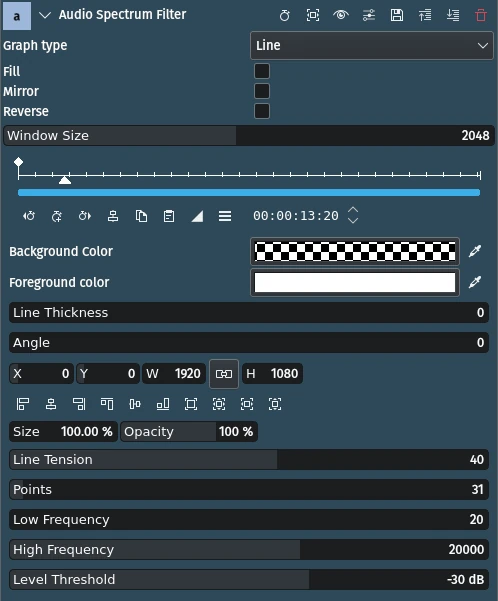 a Audio Spectrum Filter
Graph type Line
Fill
Mirror
Reverse
Window Size 2048
00:00:13:20
Background Color
Foreground color
Line Thickness 0
Angle 0
X 0 Y 0 W 1920 H 1080
Size 100.00 % Opacity 100 %
Line Tension 40
Points 31
Low Frequency 20
High Frequency 20000
Level Threshold -30 dB